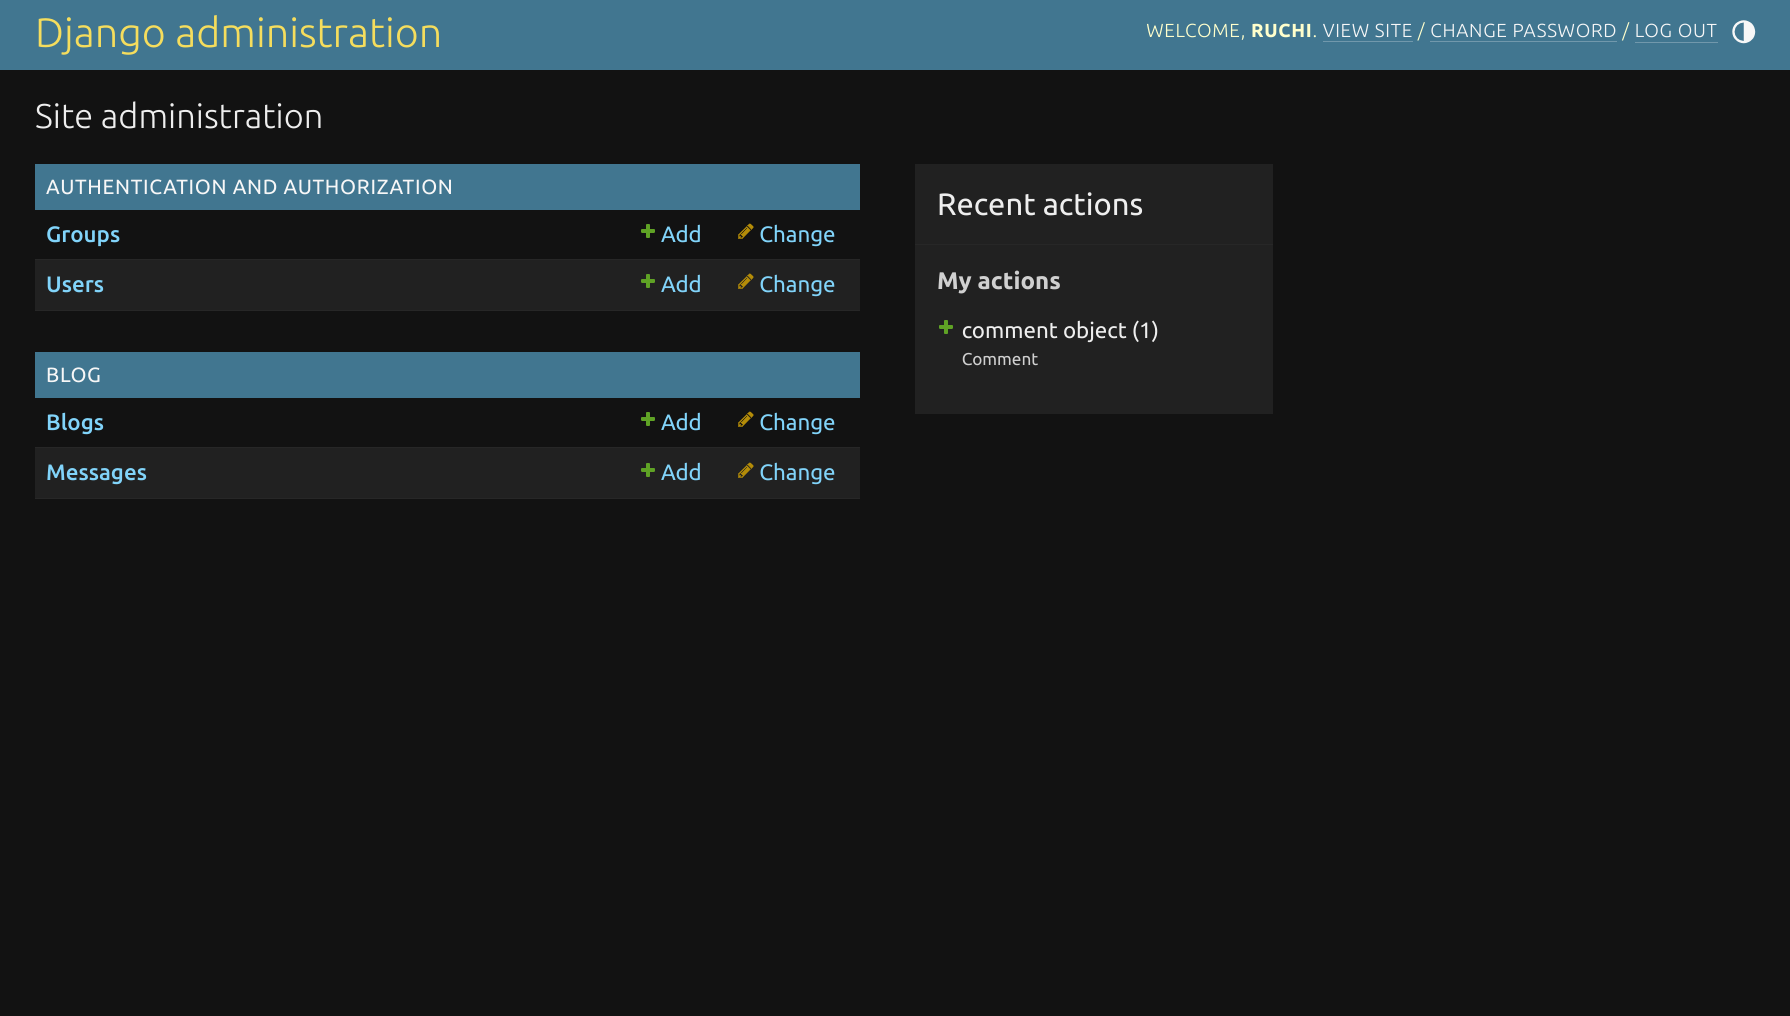 Django administration
WELCOME, RUCHI. VIEW SITE / CHANGE PASSWORD / LOG OUT
Site administration
AUTHENTICATION AND AUTHORIZATION
Groups Add Change
Users Add Change
BLOG
Blogs Add Change
Messages Add Change
Recent actions
My actions
comment object (1)
Comment